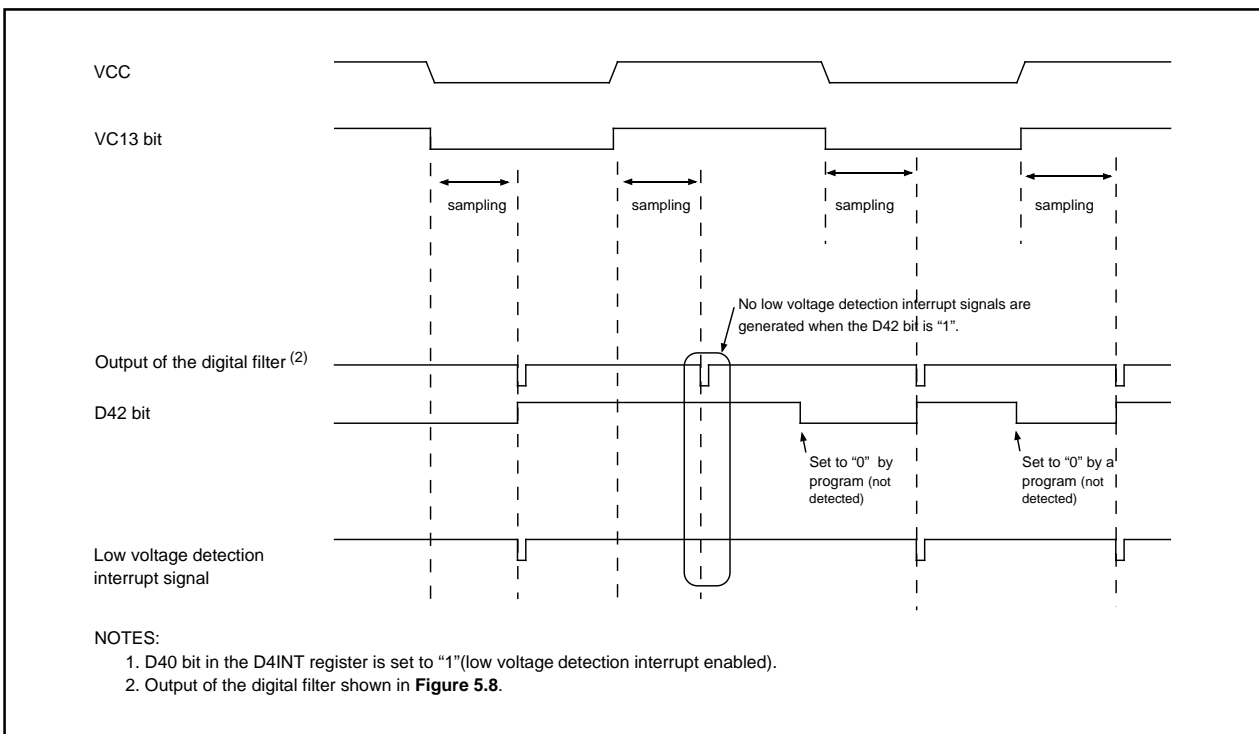 VCC
VC13 bit
sampling
sampling
sampling
sampling
No low voltage detection interrupt signals are
generated when the D42 bit is “1”.
Output of the digital filter (2)
D42 bit
Set to “0” by
program (not
detected)
Set to “0” by a
program (not
detected)
Low voltage detection
interrupt signal
NOTES:
1. D40 bit in the D4INT register is set to “1”(low voltage detection interrupt enabled).
2. Output of the digital filter shown in Figure 5.8.